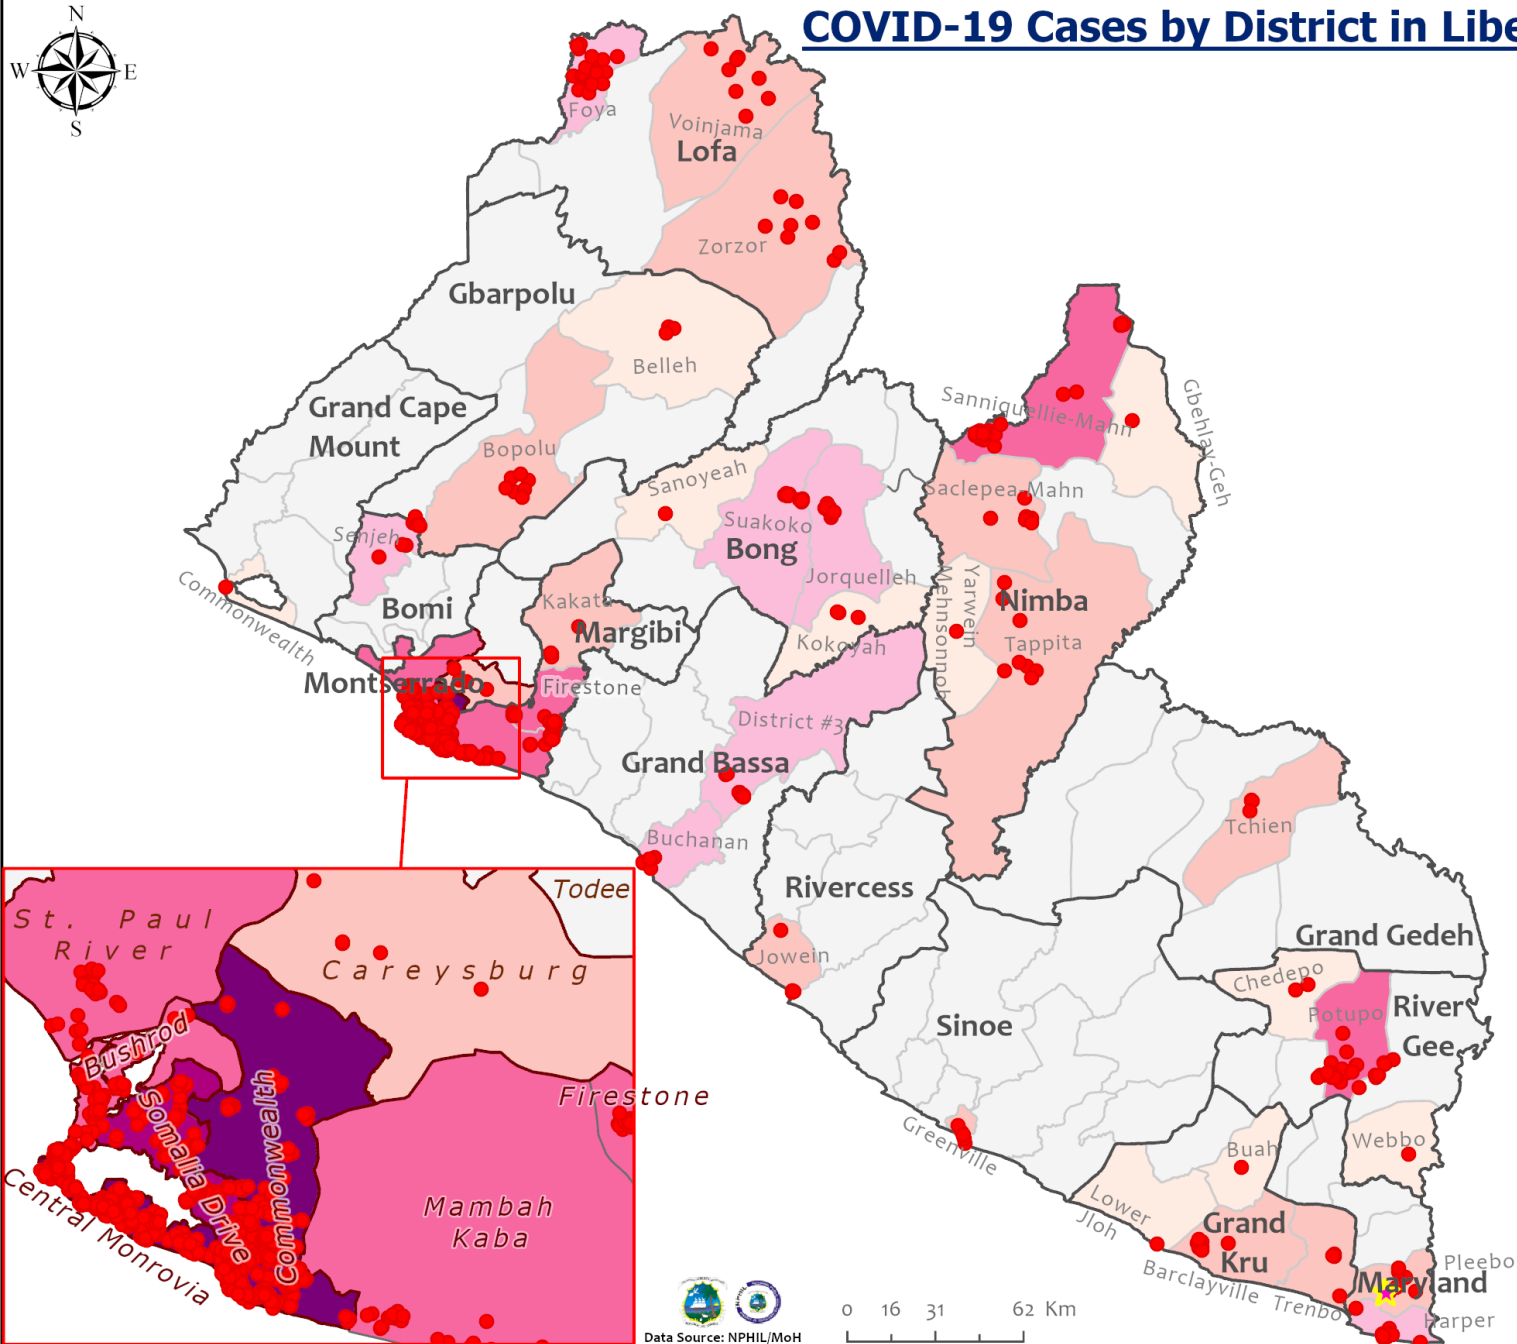 COVID-19 Cases by District in Libe
N
W
E
S
Foya
Voinjama
Lofa
Zorzor
Gbarpolu
Belleh
Grand Cape
Mount
Bopolu
Senjeh
Commonwealth
Bomi
Sanoyeah
Suakoko
Bong
Jorquelleh
Kokoyah
Sanniquellie-Mahn
Gbehlay-Geh
Saclepea-Mahn
Yarwein
Mehnsonnoh
Nimba
Tappita
Kakata
Margibi
Montserrado
Firestone
District #3
Grand Bassa
Buchanan
Rivercess
Jowein
Tchien
Grand Gedeh
Sinoe
Greenville
Chedepo
Potupo
River
Gee
Webbo
Buah
Lower
Jloh
Grand
Kru
Barclayville
Trenbo
Pleebo
Maryland
Harper
Todee
St. Paul
River
Careysburg
Bushrod
Somalia Drive
Commonwealth
Central Monrovia
Firestone
Mambah
Kaba
0 16 31 62 Km
Data Source: NPHIL/MoH